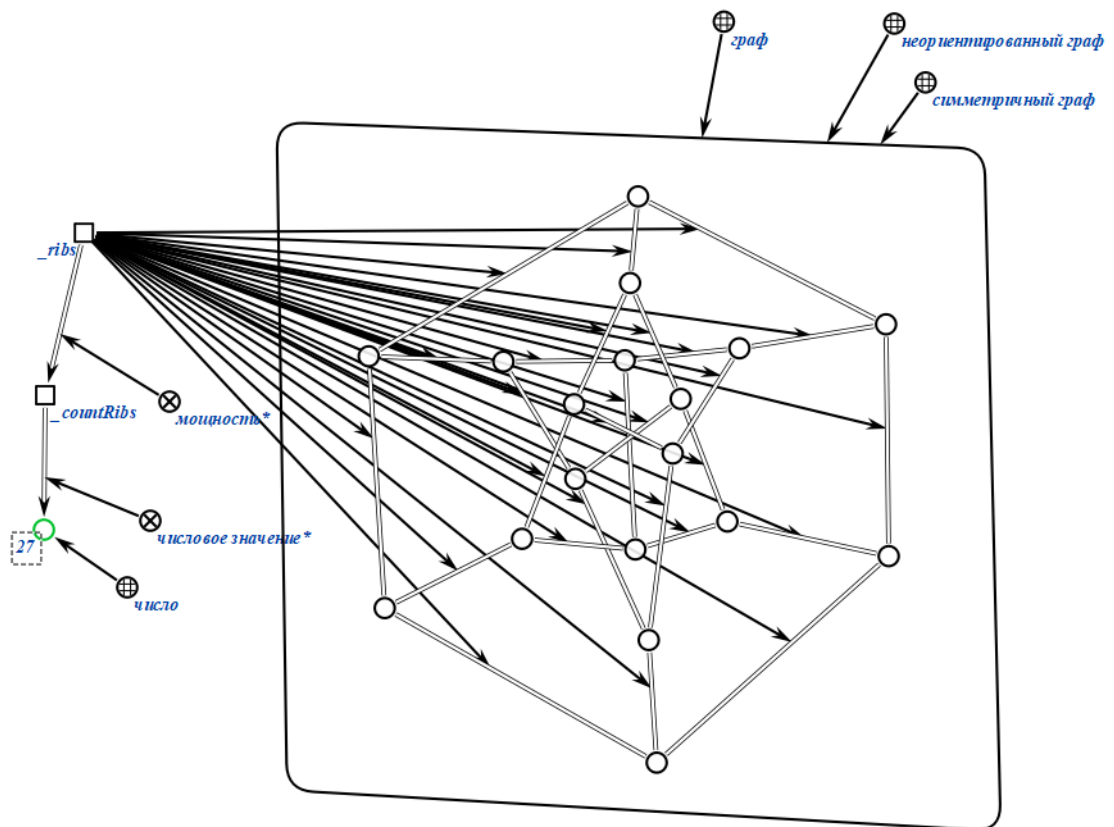 граф
неориентированный граф
симметричный граф
_ribs
_countRibs
мощность*
числовое значение*
27
число